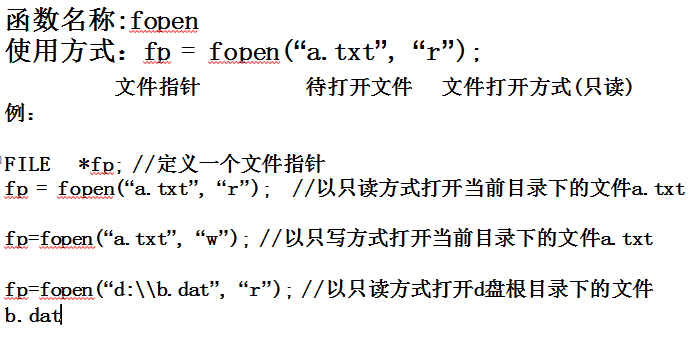 函数名称:fopen
使用方式：fp = fopen(“a.txt”, “r”);
文件指针 待打开文件 文件打开方式(只读)
例：
FILE *fp; //定义一个文件指针
fp = fopen(“a.txt”, “r”); //以只读方式打开当前目录下的文件a.txt
fp=fopen(“a.txt”, “w”); //以只写方式打开当前目录下的文件a.txt
fp=fopen(“d:\\b.dat”, “r”); //以只读方式打开d盘根目录下的文件
b.dat